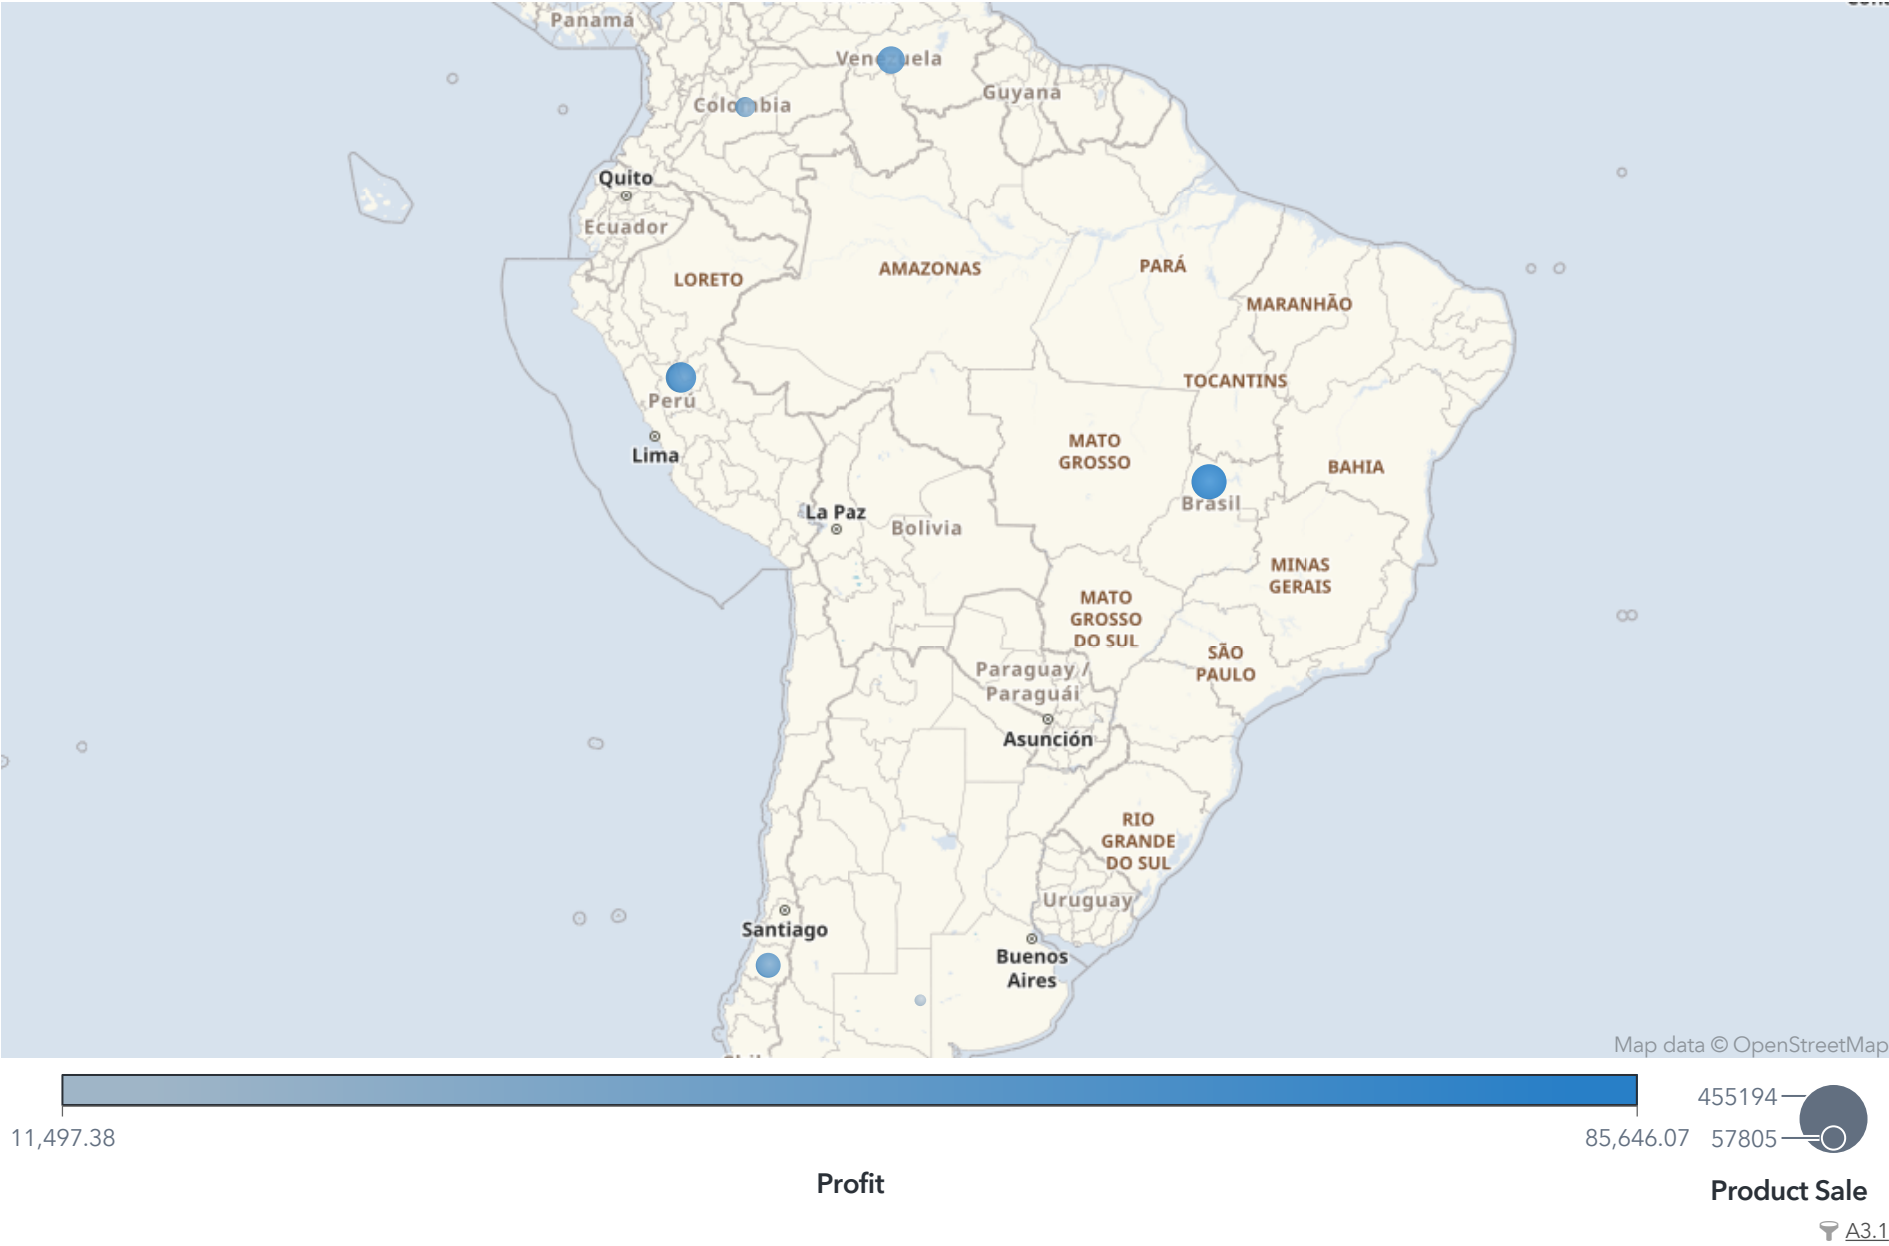 Panamá
Venezuela
Colombia
Guyana
Quito
Ecuador
LORETO
AMAZONAS
PARÁ
MARANHÃO
TOCANTINS
Perú
Lima
MATO
GROSSO
BAHIA
Brasil
La Paz
Bolivia
MINAS
GERAIS
MATO
GROSSO
DO SUL
SÃO
PAULO
Paraguay /
Paraguái
Asunción
RIO
GRANDE
DO SUL
Uruguay
Santiago
Buenos
Aires
Map data © OpenStreetMap
11,497.38
85,646.07
Profit
455194
57805
Product Sale
A3.1